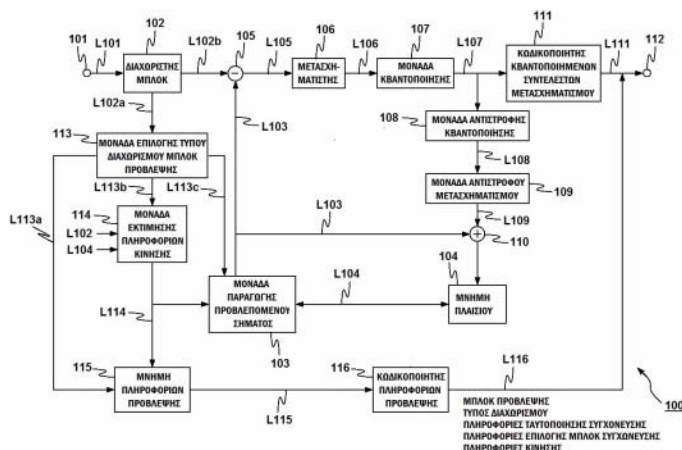 111
102
106
107
112
101
L101
L102b
105
L105
L106
L107
L111
ΔΙΑΧΩΡΙΣΤΗΣ
ΜΠΛΟΚ
ΜΕΤΑΣΧΗ-
ΜΑΤΙΣΤΗΣ
ΜΟΝΑΔΑ
ΚΒΑΝΤΟΠΟΙΗΣΗΣ
ΚΩΔΙΚΟΠΟΙΗΤΗΣ
ΚΒΑΝΤΟΠΟΙΗΜΕΝΩΝ
ΣΥΝΤΕΛΕΣΤΩΝ
ΜΕΤΑΣΧΗΜΑΤΙΣΜΟΥ
L102a
113
L103
108
ΜΟΝΑΔΑ ΑΝΤΙΣΤΡΟΦΗΣ
ΚΒΑΝΤΟΠΟΙΗΣΗΣ
ΜΟΝΑΔΑ ΕΠΙΛΟΓΗΣ ΤΥΠΟΥ
ΔΙΑΧΩΡΙΣΜΟΥ ΜΠΛΟΚ
ΠΡΟΒΛΕΨΗΣ
L108
ΜΟΝΑΔΑ ΑΝΤΙΣΤΡΟΦΟΥ
ΜΕΤΑΣΧΗΜΑΤΙΣΜΟΥ
109
L113a
L113b
L113c
114
L102
L104
ΜΟΝΑΔΑ
ΕΚΤΙΜΗΣΗΣ
ΠΛΗΡΟΦΟΡΙΩΝ
ΚΙΝΗΣΗΣ
L103
L109
110
104
ΜΟΝΑΔΑ
ΠΑΡΑΓΩΓΗΣ
ΠΡΟΒΛΕΠΟΜΕΝΟΥ
ΣΗΜΑΤΟΣ
L104
ΜΝΗΜΗ
ΠΛΑΙΣΙΟΥ
L114
103
115
ΜΝΗΜΗ
ΠΛΗΡΟΦΟΡΙΩΝ
ΠΡΟΒΛΕΨΗΣ
L115
116
ΚΩΔΙΚΟΠΟΙΗΤΗΣ
ΠΛΗΡΟΦΟΡΙΩΝ
ΠΡΟΒΛΕΨΗΣ
L116
100
ΜΠΛΟΚ ΠΡΟΒΛΕΨΗΣ
ΤΥΠΟΣ ΔΙΑΧΩΡΙΣΜΟΥ
ΠΛΗΡΟΦΟΡΙΕΣ ΤΑΥΤΟΠΟΙΗΣΗΣ ΣΥΓΧΩΝΕΥΣΗΣ
ΠΛΗΡΟΦΟΡΙΕΣ ΕΠΙΛΟΓΗΣ ΜΠΛΟΚ ΣΥΓΧΩΝΕΥΣΗΣ
ΠΛΗΡΟΦΟΡΙΕΣ ΚΙΝΗΣΗΣ